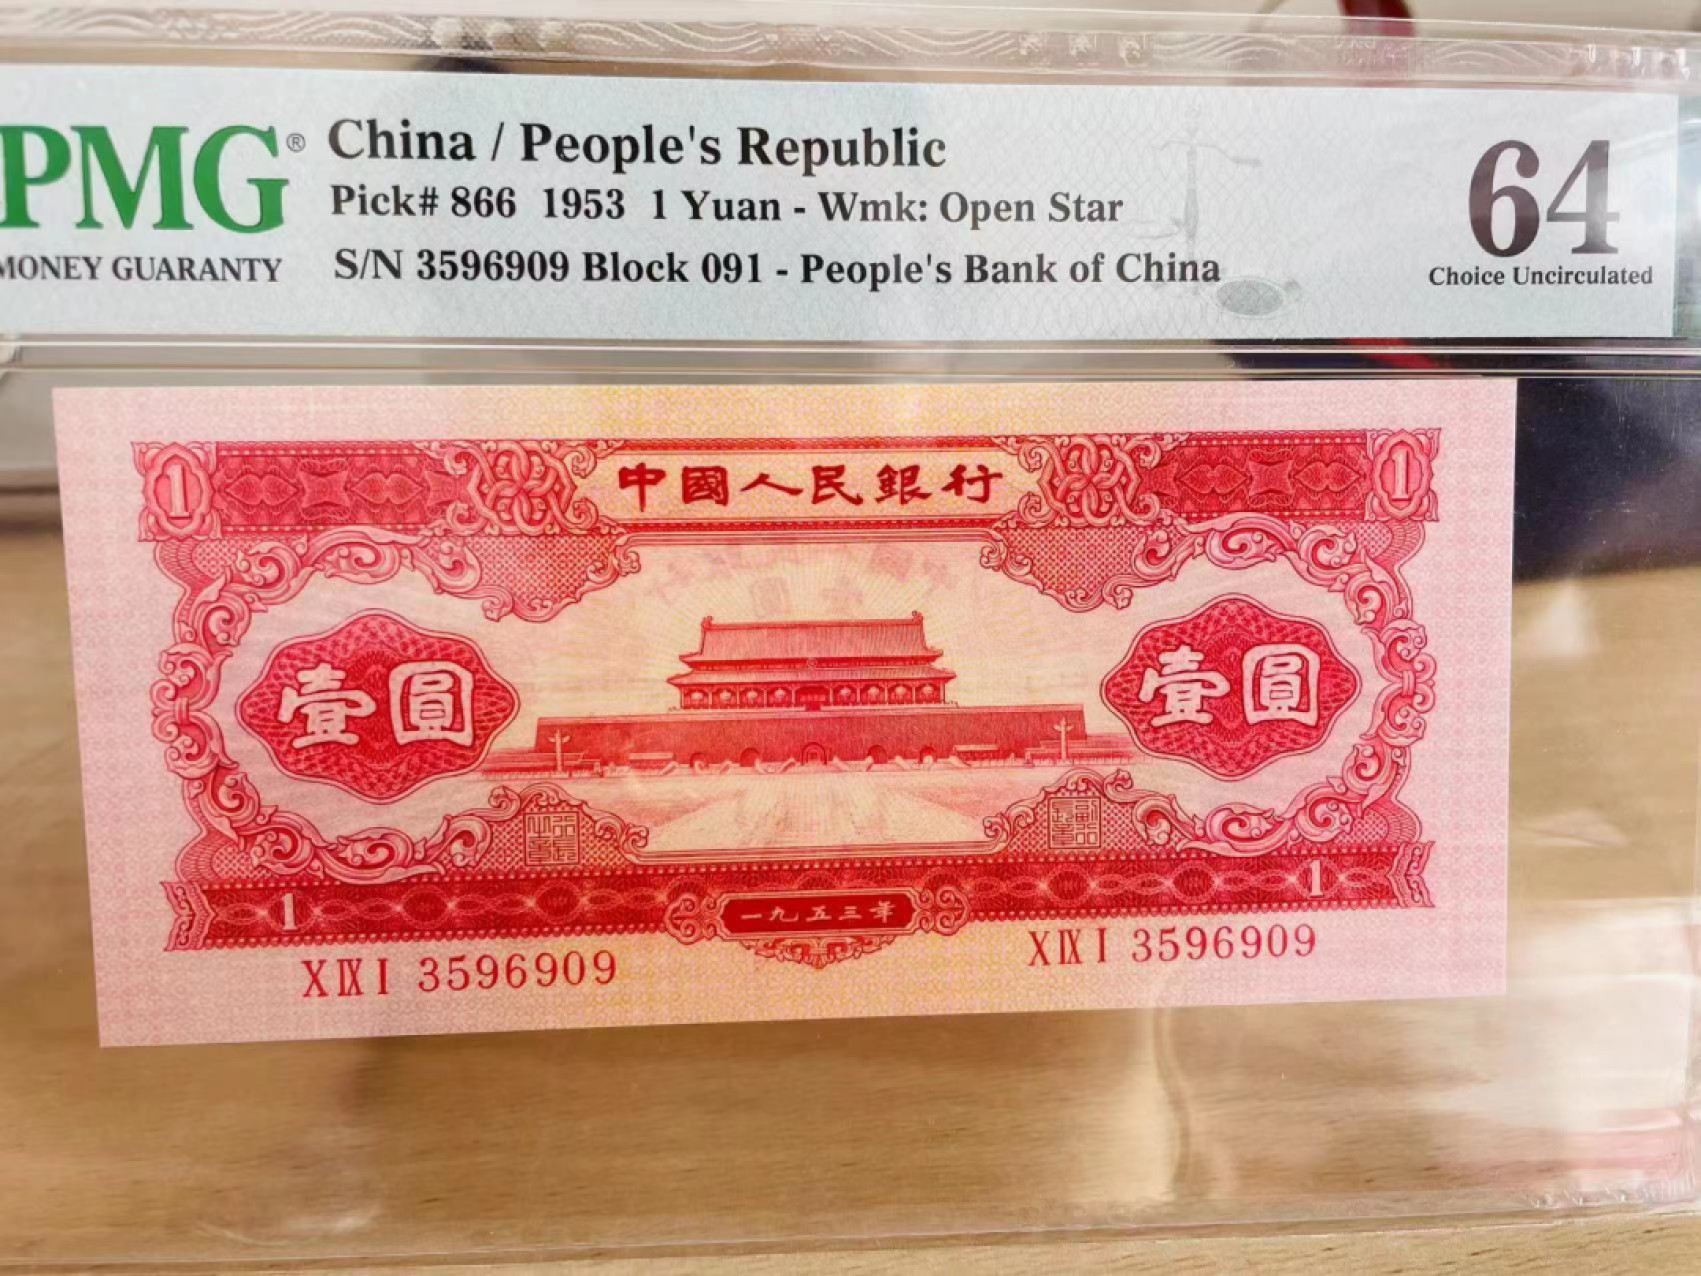 PMG® China / People's Republic 64
Pick# 866 1953 1 Yuan - Wmk: Open Star
MONEY GUARANTY S/N 3596909 Block 091 - People's Bank of China Choice Uncirculated
1 中國人民銀行 1
壹圓 壹圓
1 一九五三年 1
X IX I 3596909 X IX I 3596909